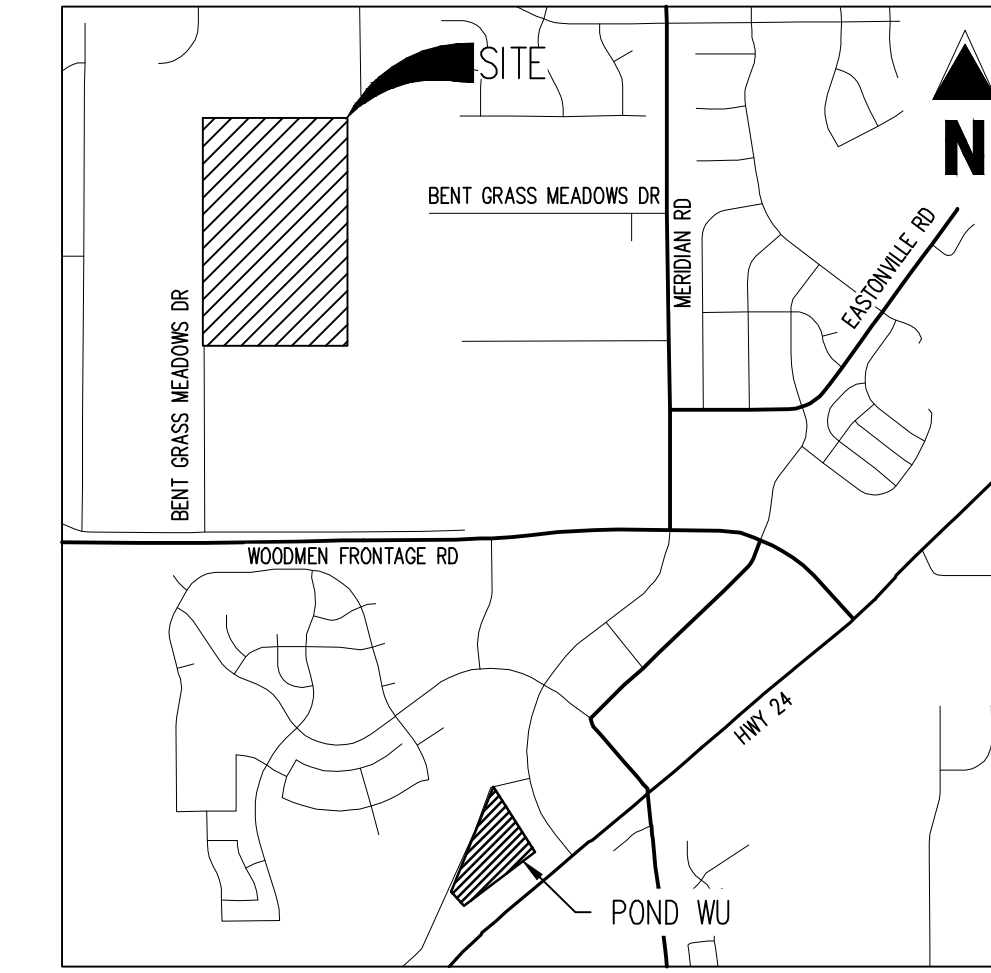 SITE
N
BENT GRASS MEADOWS DR
MERIDIAN RD
EASTONVILLE RD
BENT GRASS MEADOWS DR
WOODMEN FRONTAGE RD
HWY 24
POND WU